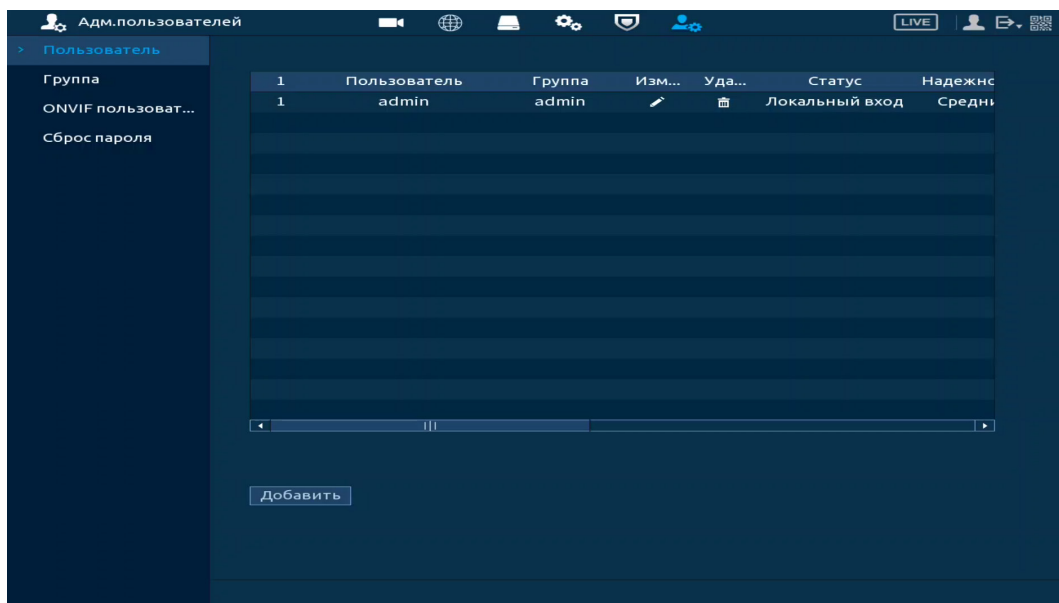 Адм.пользователей LIVE
> Пользователь
Группа
ONVIF пользоват...
Сброс пароля
1 Пользователь Группа Изм... Уда... Статус Надежнс
1 admin admin Локальный вход Средни
Добавить